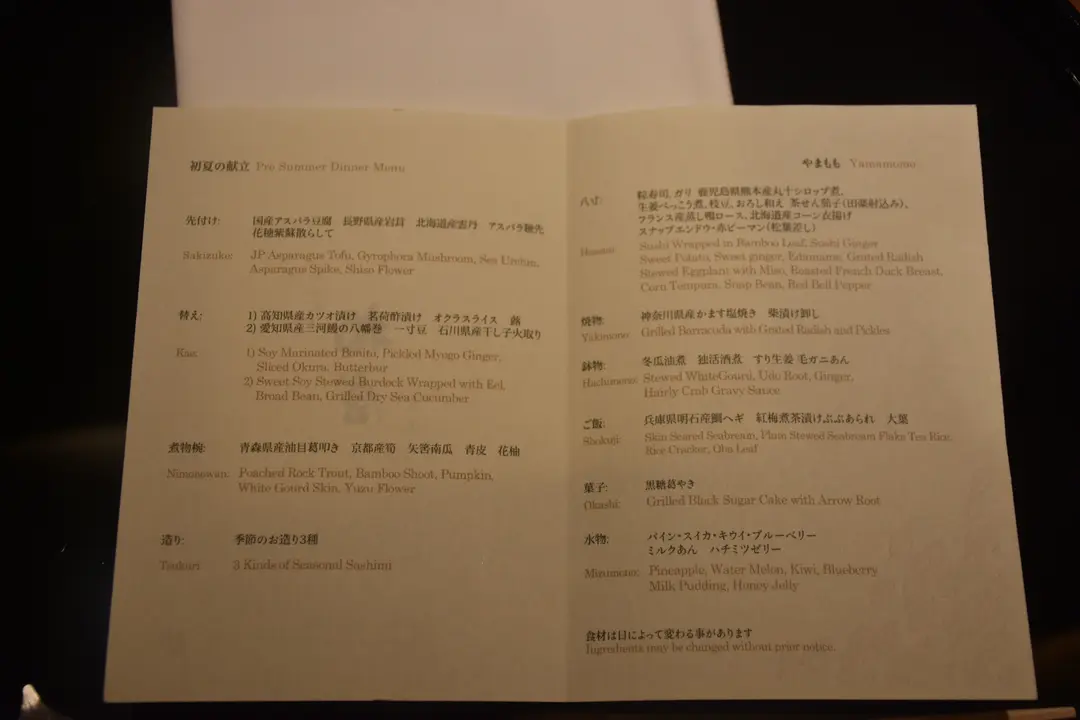 初夏の献立 Pre Summer Dinner Menu
先付け: 国産アスパラ豆腐 長野県産岩茸 北海道産雲丹 アスパラ穂先
花穂紫蘇散らして
Sakizuke: JP Asparagus Tofu, Gyrophora Mushroom, Sea Urchin,
Asparagus Spike, Shiso Flower
替え: 1) 高知県産カツオ漬け 茗荷酢漬け オクラスライス 蕗
2) 愛知県産三河鰻の八幡巻 一寸豆 石川県産干し子火取り
Kae: 1) Soy Marinated Bonito, Pickled Myoga Ginger,
Sliced Okura, Butterbur
2) Sweet Soy Stewed Burdock Wrapped with Eel,
Broad Bean, Grilled Dry Sea Cucumber
煮物椀: 青森県産油目葛叩き 京都産筍 矢筈南瓜 青皮 花柚
Nimonowan: Poached Rock Trout, Bamboo Shoot, Pumpkin,
White Gourd Skin, Yuzu Flower
造り: 季節のお造り3種
Tsukuri: 3 Kinds of Seasonal Sashimi
やまもも Yamamomo
八寸: 粽寿司、ガリ 鹿児島県熊本産丸十シロップ煮、
生姜べっこう煮、枝豆、おろし和え 茶せん茄子(田楽射込み)、
フランス産蒸し鴨ロース、北海道産コーン衣揚げ
スナップエンドウ・赤ピーマン(松葉差し)
Hassun: Sushi Wrapped in Bamboo Leaf, Sushi Ginger
Sweet Potato, Sweet ginger, Edamame, Grated Radish
Stewed Eggplant with Miso, Roasted French Duck Breast,
Corn Tempura, Snap Bean, Red Bell Pepper
焼物: 神奈川県産かます塩焼き 柴漬け卸し
Yakimono: Grilled Barracuda with Grated Radish and Pickles
鉢物: 冬瓜油煮 独活酒煮 すり生姜 毛ガニあん
Hachimono: Stewed WhiteGourd, Udo Root, Ginger,
Hairly Crab Gravy Sauce
ご飯: 兵庫県明石産鯛ヘギ 紅梅煮茶漬けぶぶあられ 大葉
Shokuji: Skin Seared Seabream, Plum Stewed Seabream Flake Tea Rice,
Rice Cracker, Oba Leaf
菓子: 黒糖葛やき
Okashi: Grilled Black Sugar Cake with Arrow Root
水物: パイン・スイカ・キウイ・ブルーベリー
ミルクあん ハチミツゼリー
Mizumono: Pineapple, Water Melon, Kiwi, Blueberry
Milk Pudding, Honey Jelly
食材は日によって変わる事があります
Ingredients may be changed without prior notice.